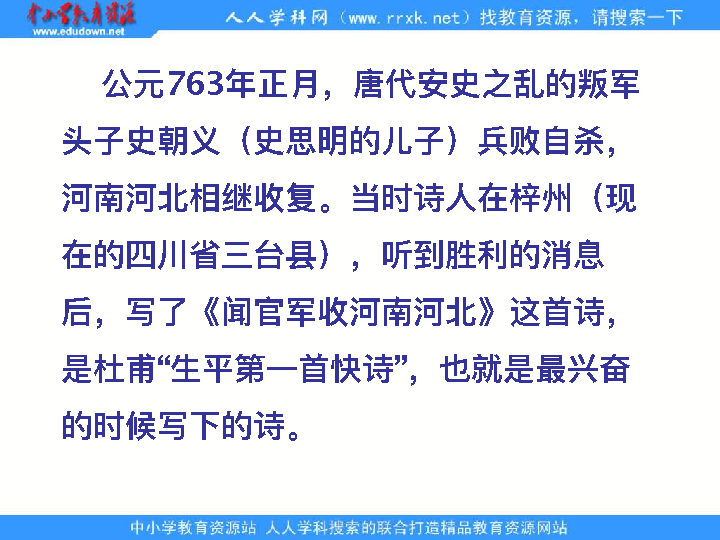 中小学教育资源
www.edudown.net
人人学科网（www.rrxk.net）找教育资源，请搜索一下
公元763年正月，唐代安史之乱的叛军
头子史朝义（史思明的儿子）兵败自杀，
河南河北相继收复。当时诗人在梓州（现
在的四川省三台县），听到胜利的消息
后，写了《闻官军收河南河北》这首诗，
是杜甫“生平第一首快诗”，也就是最兴奋
的时候写下的诗。
中小学教育资源站 人人学科搜索的联合打造精品教育资源网站